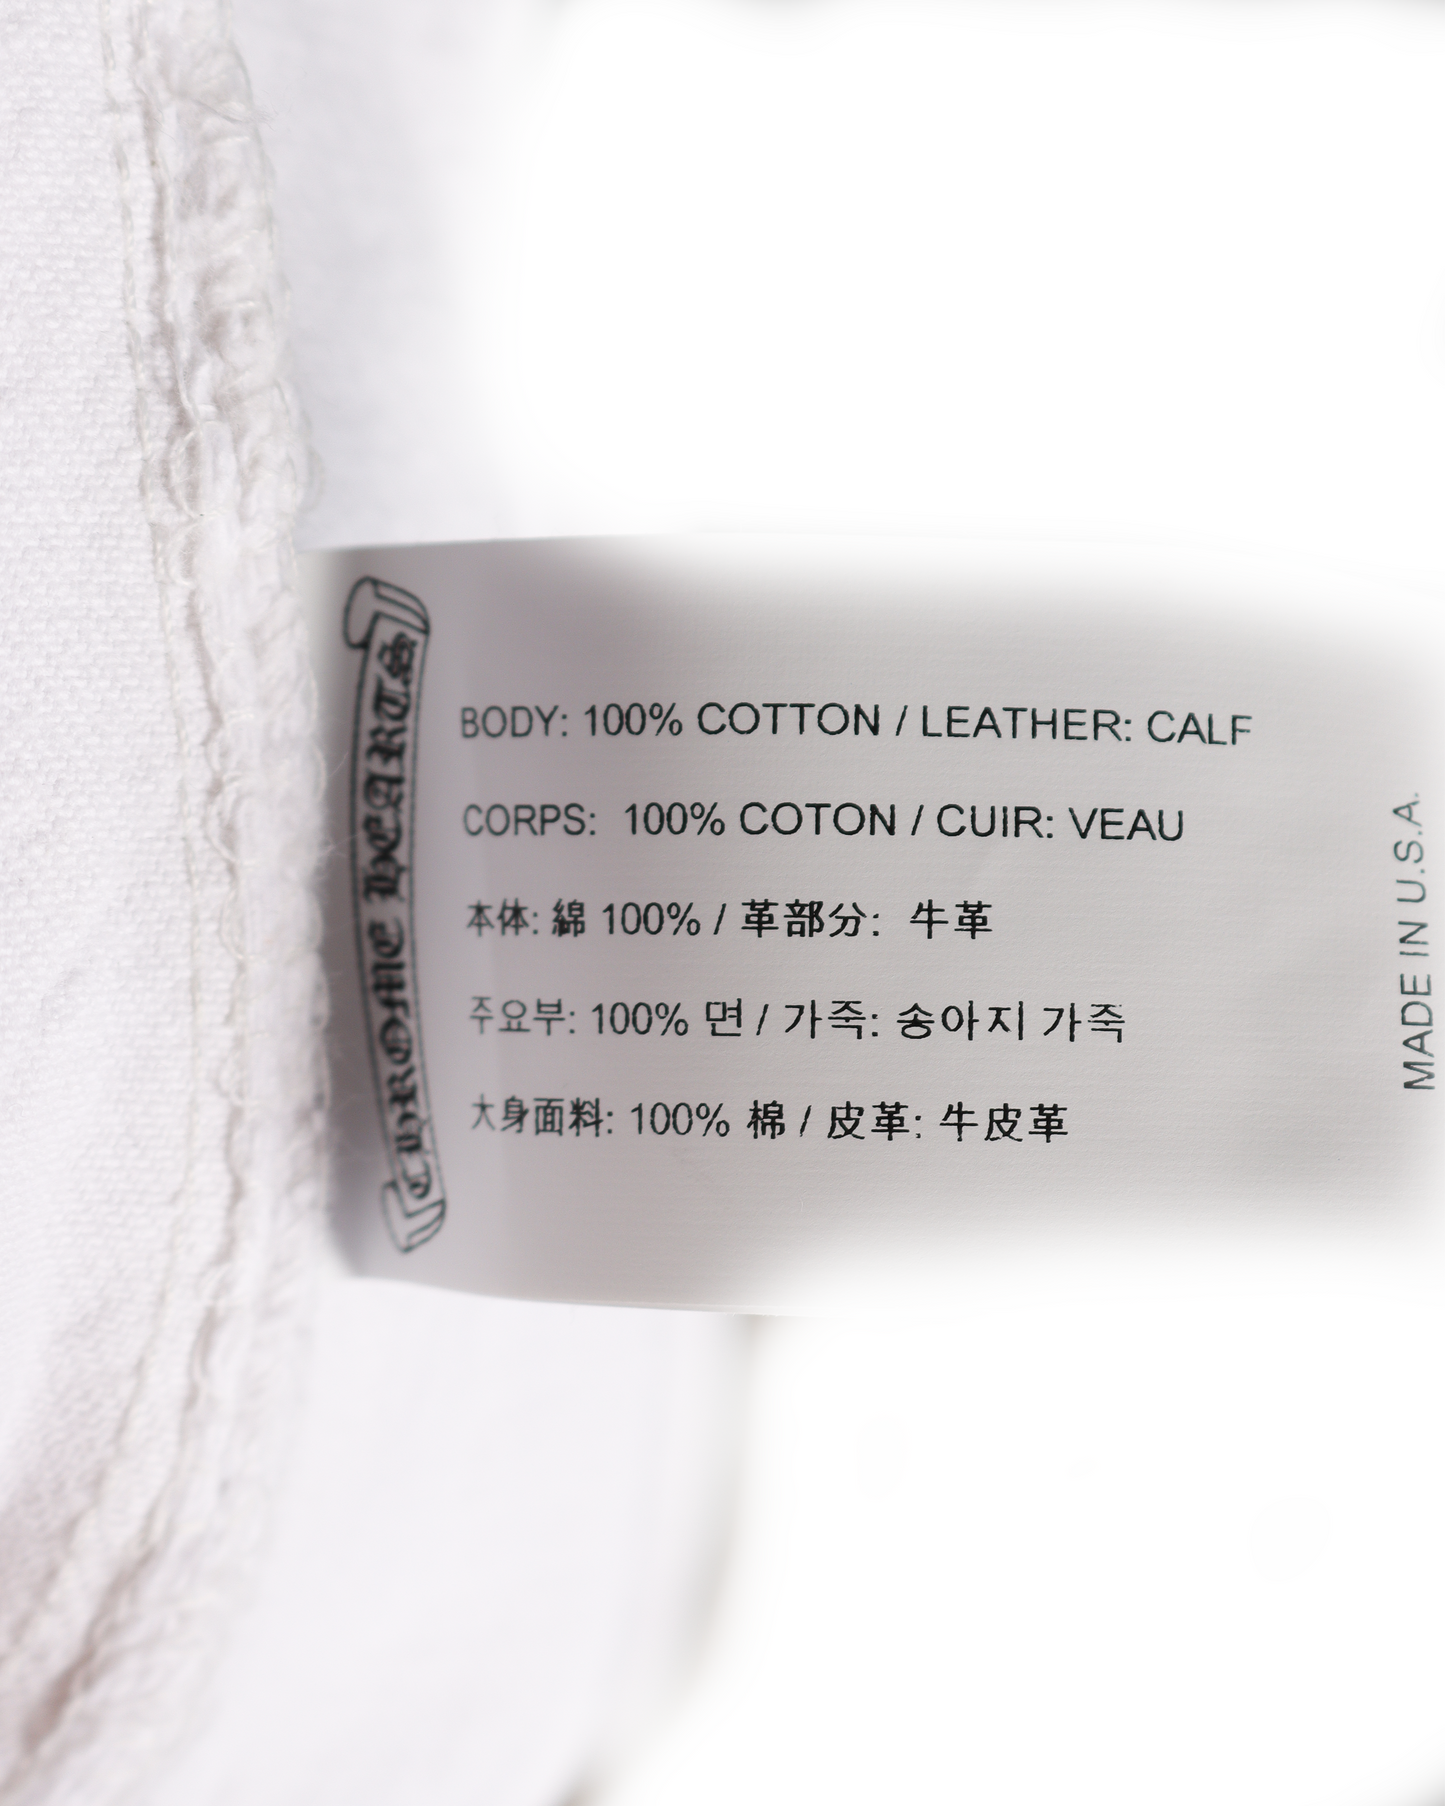 CHROME HEARTS
BODY: 100% COTTON / LEATHER: CALF
CORPS: 100% COTON / CUIR: VEAU
本体: 綿 100% / 革部分: 牛革
주요부: 100% 면 / 가죽: 송아지 가죽
大身面料: 100% 棉 / 皮革: 牛皮革
MADE IN U.S.A.